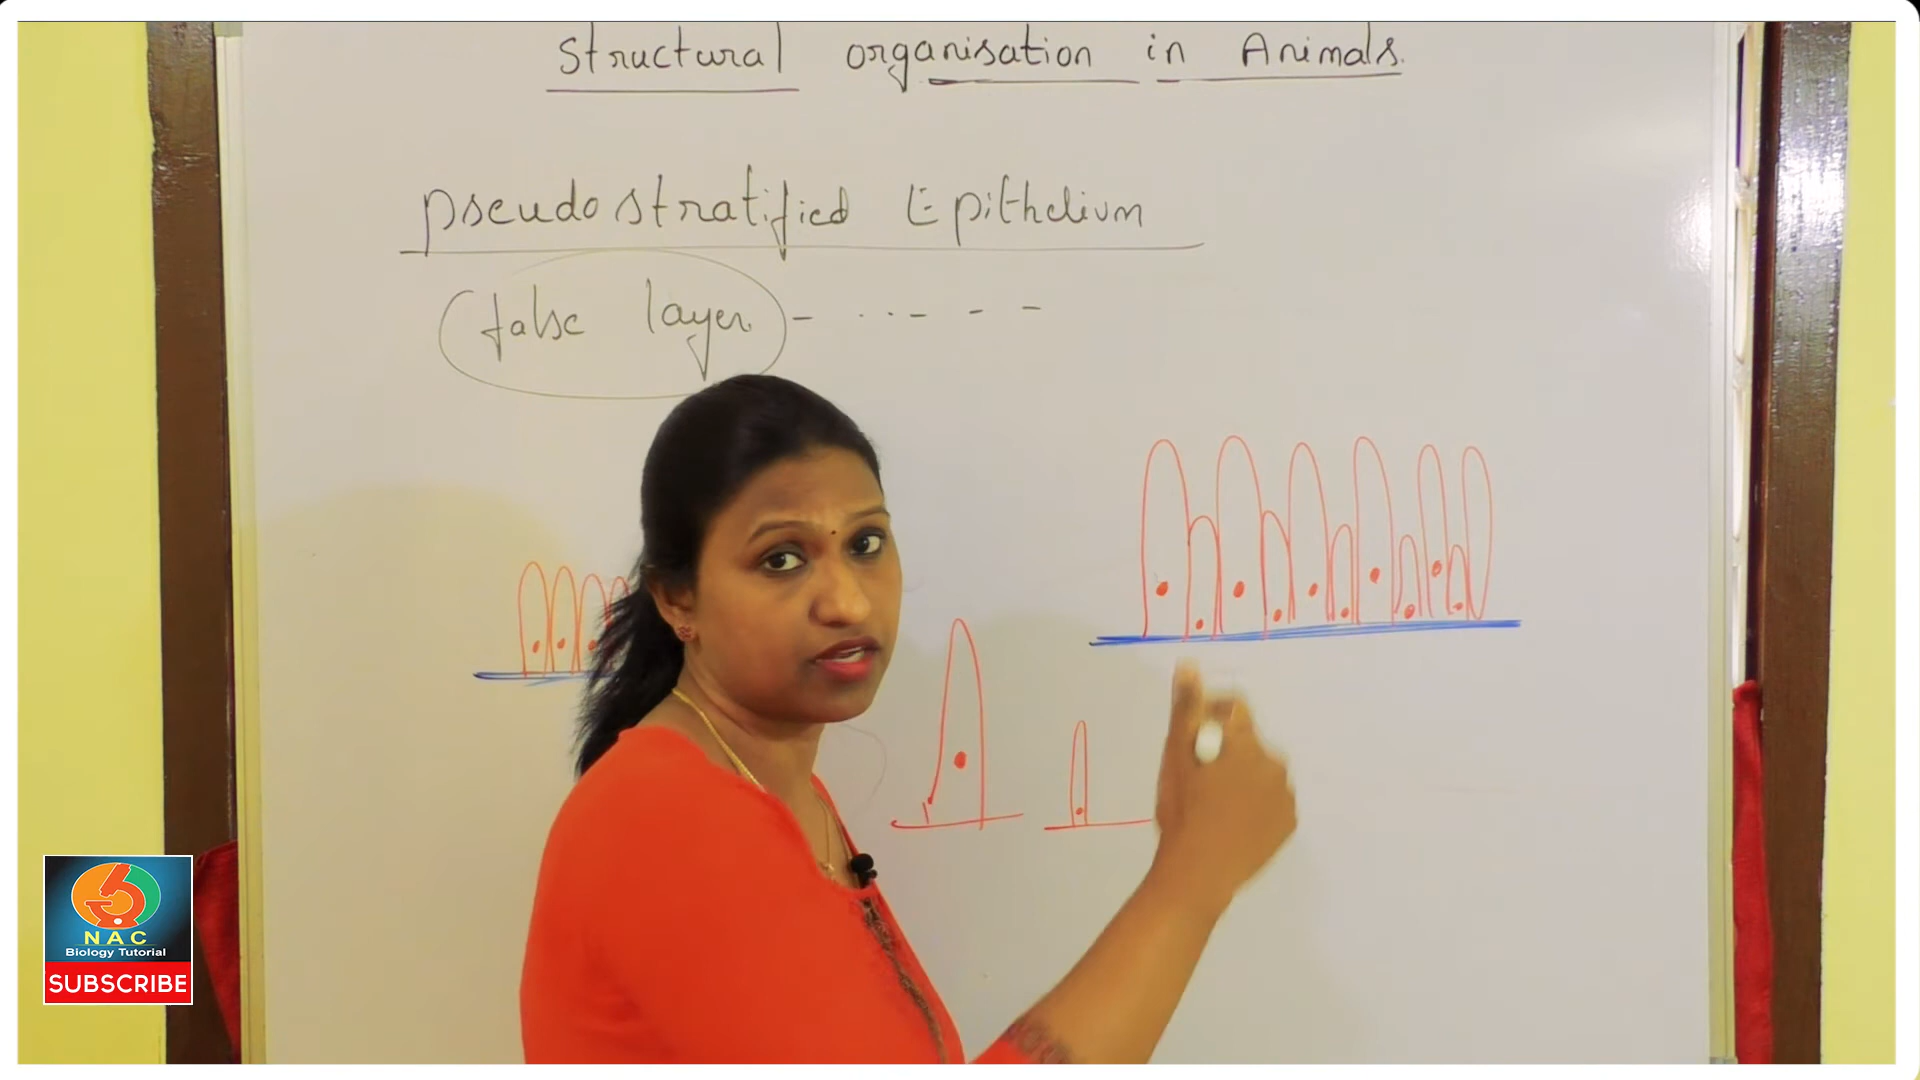 Structural organisation in Animals.
pseudostratified Epithelium
false layer
NAC
Biology Tutorial
SUBSCRIBE